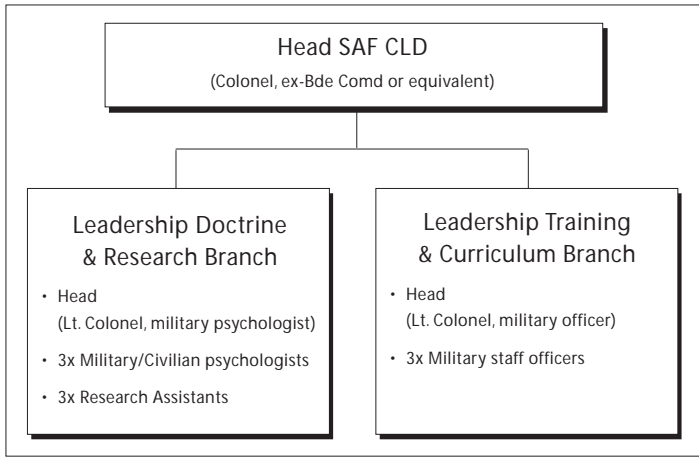 Head SAF CLD
(Colonel, ex-Bde Comd or equivalent)
Leadership Doctrine
& Research Branch
• Head
(Lt. Colonel, military psychologist)
• 3x Military/Civilian psychologists
• 3x Research Assistants
Leadership Training
& Curriculum Branch
• Head
(Lt. Colonel, military officer)
• 3x Military staff officers